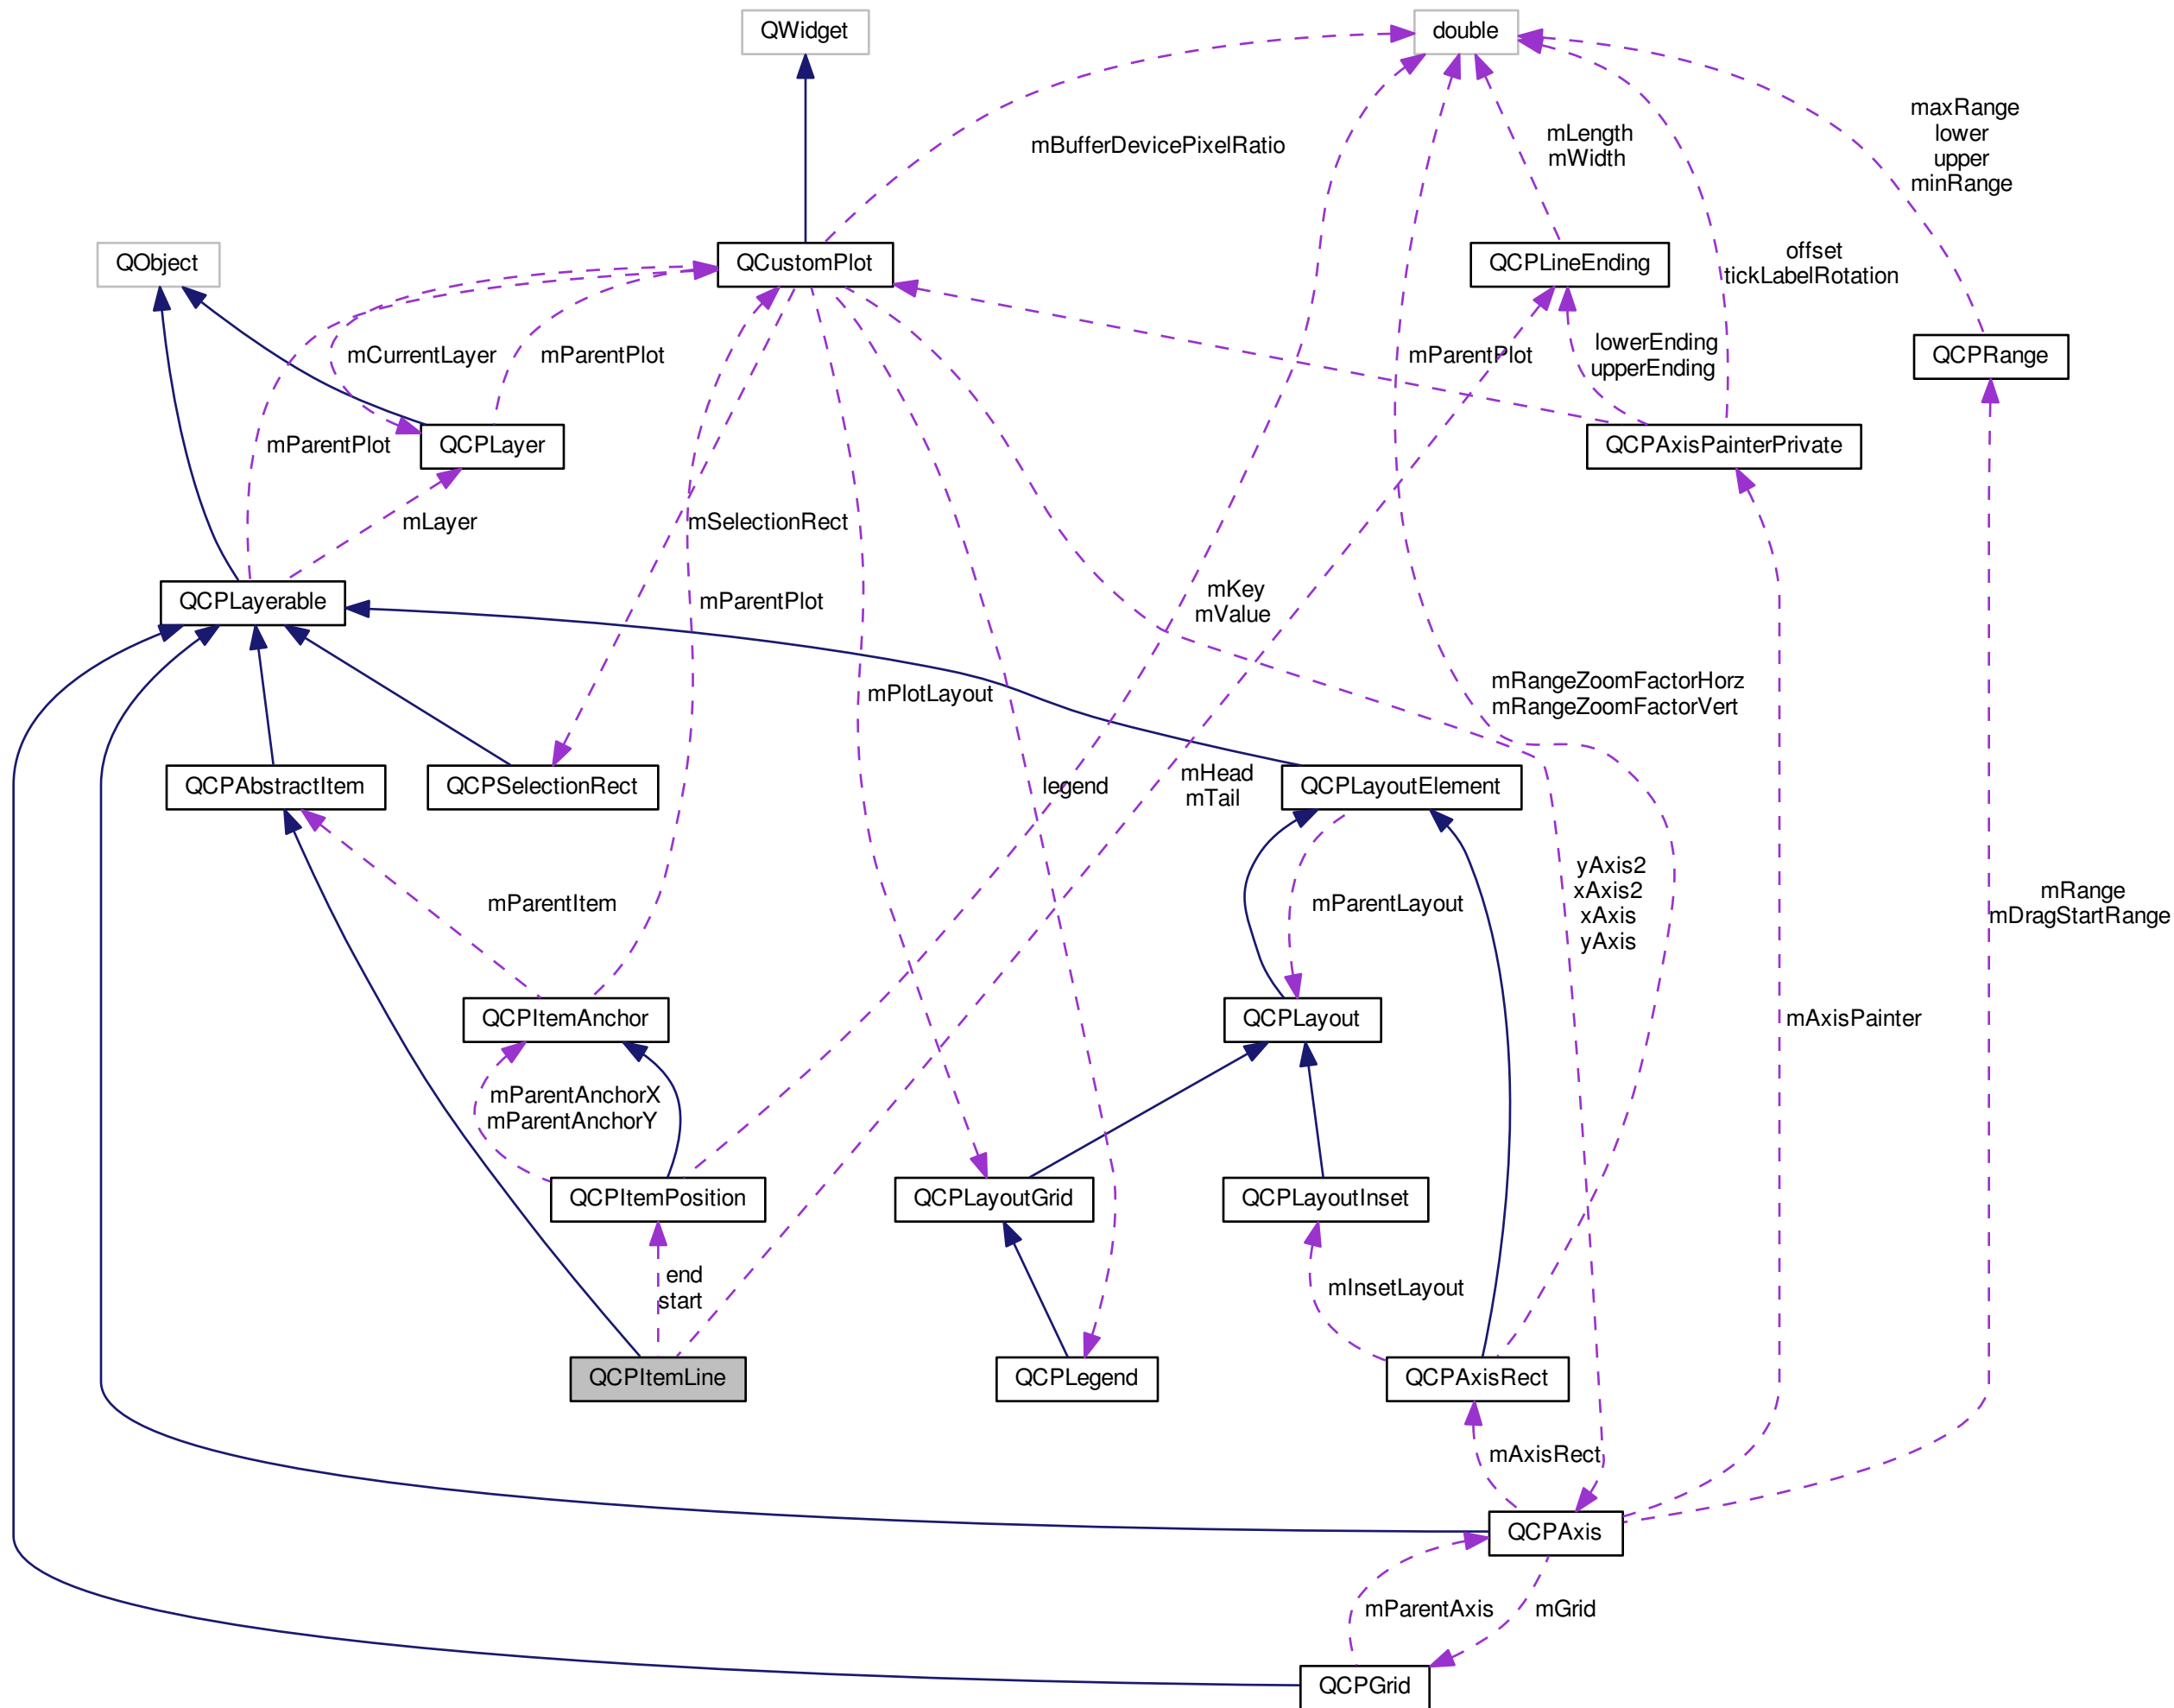 QWidget
double
maxRange
lower
upper
minRange
mLength
mWidth
mBufferDevicePixelRatio
QObject
QCustomPlot
QCPLineEnding
offset
tickLabelRotation
mCurrentLayer
mParentPlot
mParentPlot
lowerEnding
upperEnding
QCPRange
mParentPlot
QCPLayer
QCPAxisPainterPrivate
mLayer
mSelectionRect
QCPLayerable
mParentPlot
mKey
mValue
mPlotLayout
mRangeZoomFactorHorz
mRangeZoomFactorVert
QCPAbstractItem
QCPSelectionRect
legend
mHead
mTail
QCPLayoutElement
mParentItem
mParentLayout
yAxis2
xAxis2
xAxis
yAxis
mRange
mDragStartRange
QCPItemAnchor
QCPLayout
mAxisPainter
mParentAnchorX
mParentAnchorY
QCPItemPosition
QCPLayoutGrid
QCPLayoutInset
end
start
mInsetLayout
QCPItemLine
QCPLegend
QCPAxisRect
mAxisRect
QCPAxis
mParentAxis
mGrid
QCPGrid